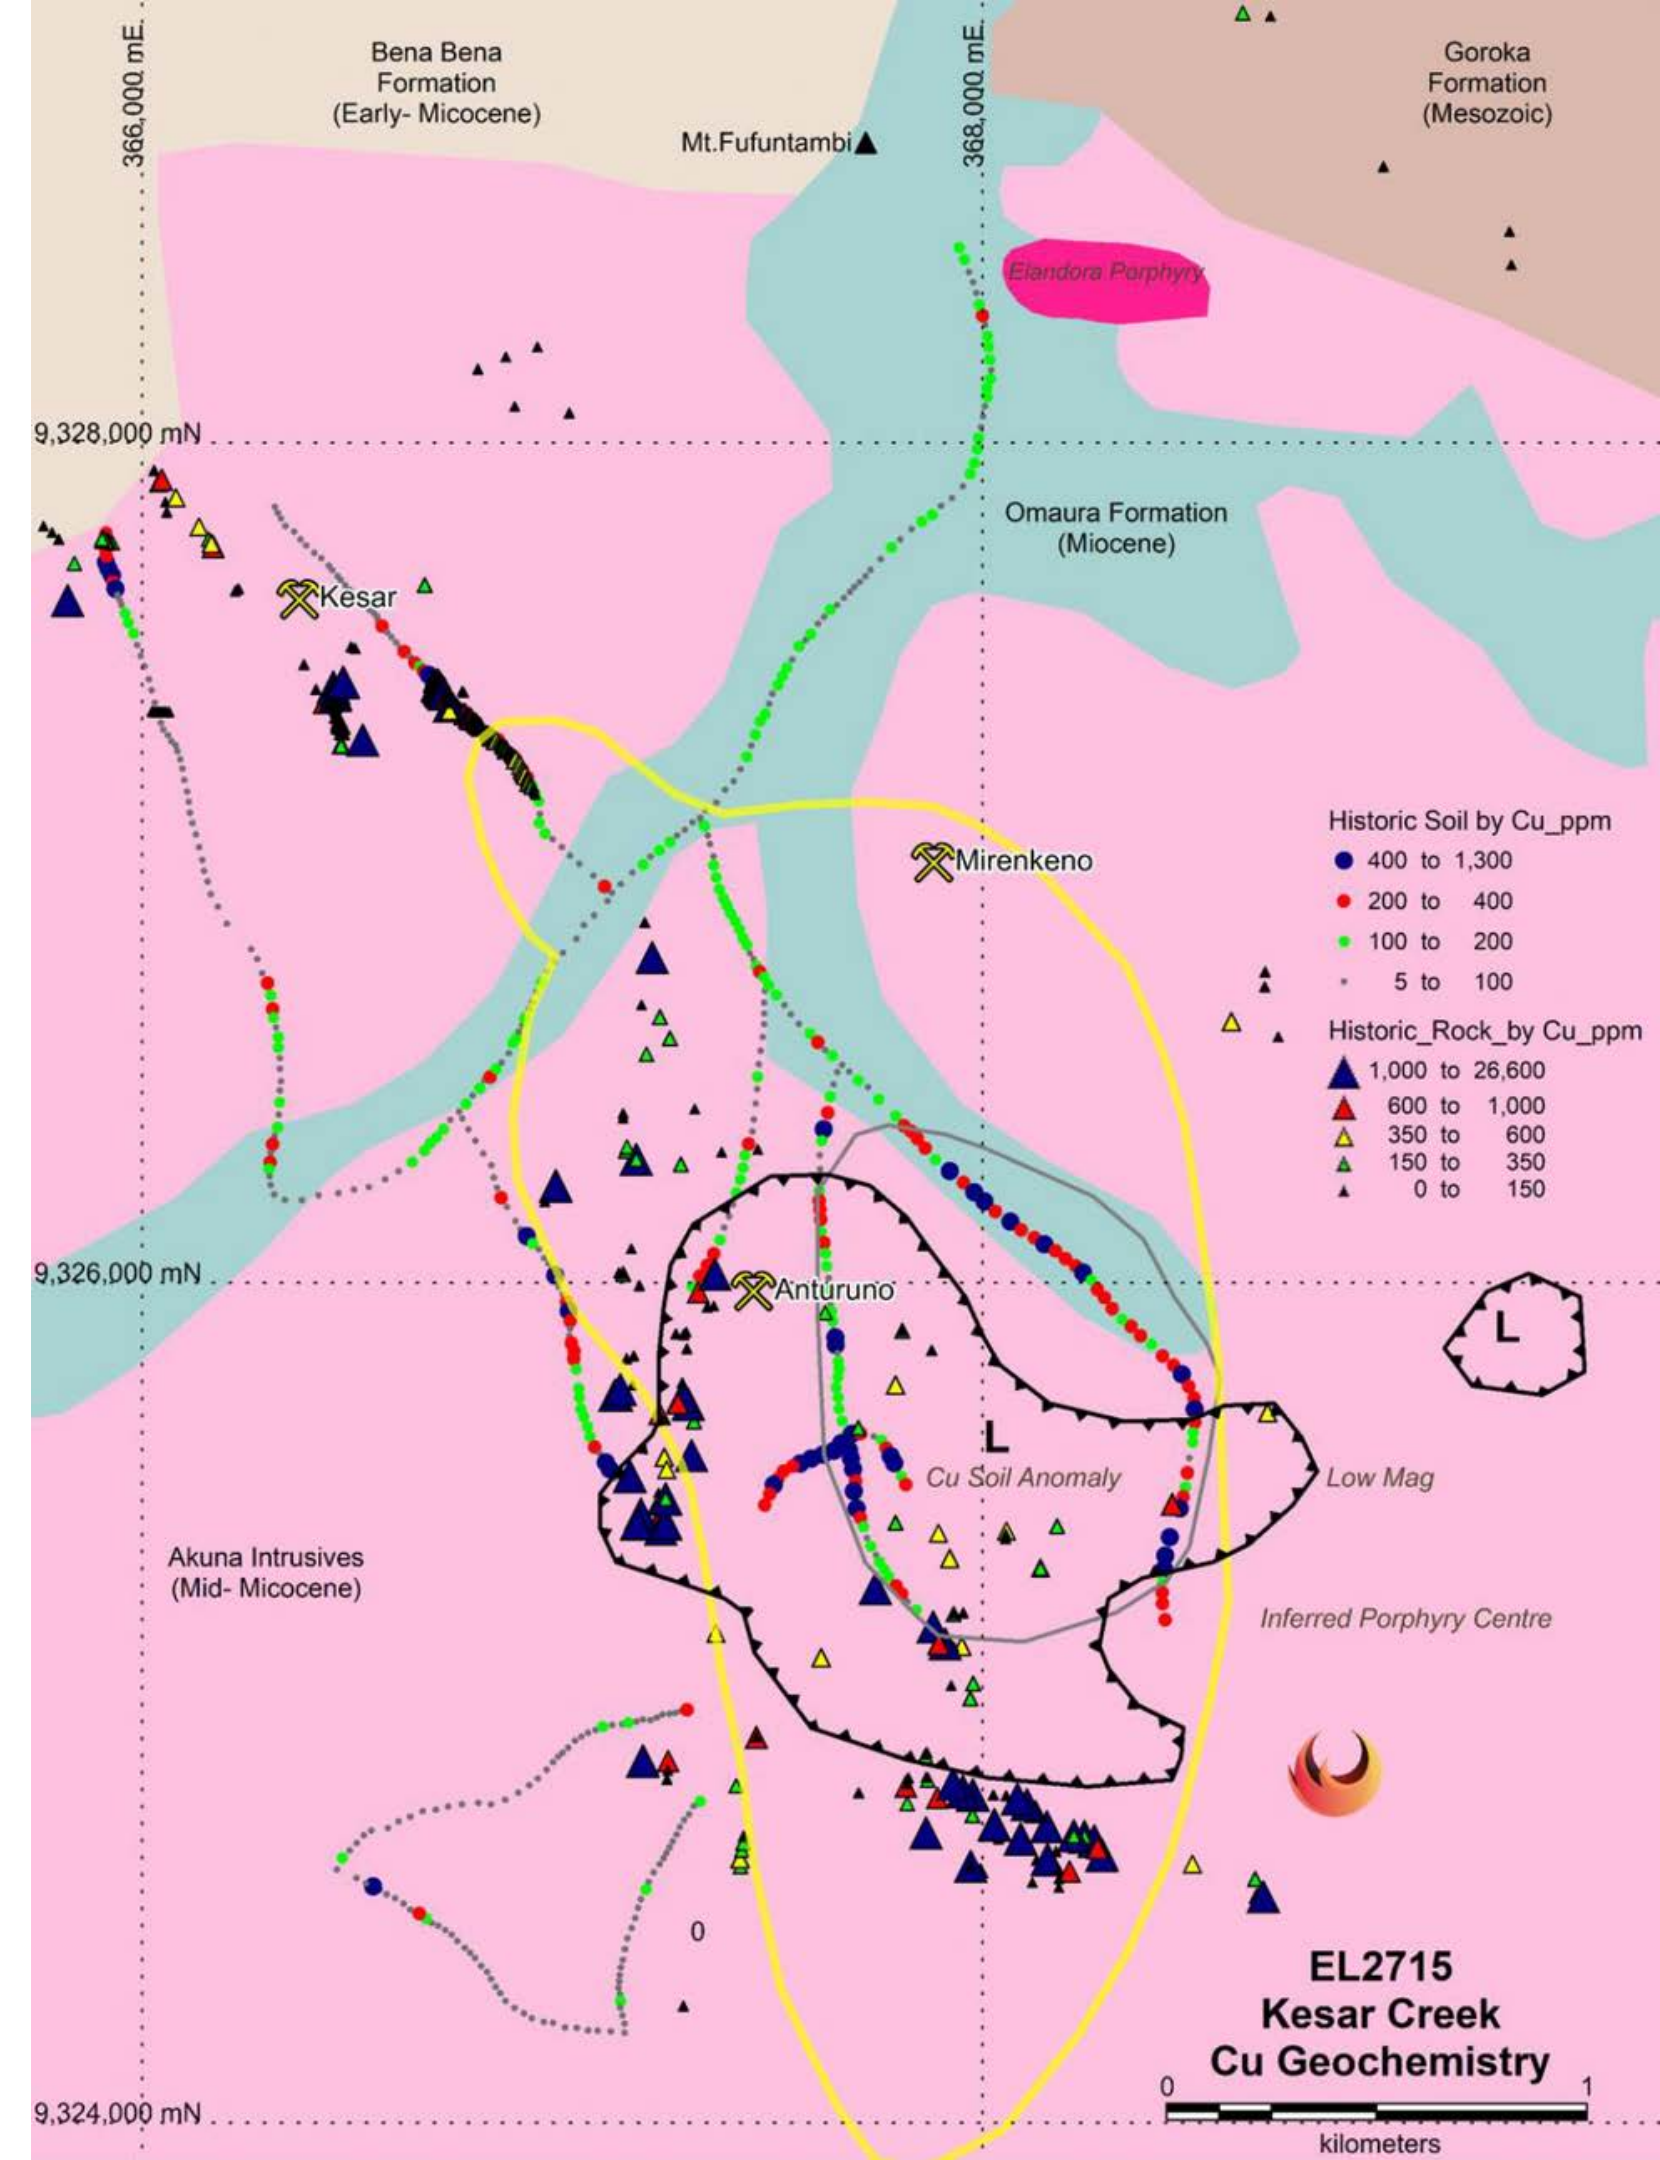 366,000 mE
Bena Bena
Formation
(Early- Micocene)
368,000 mE
Goroka
Formation
(Mesozoic)
Mt.Fufuntambi
Elandora Porphyry
9,328,000 mN
Omaura Formation
(Miocene)
Kesar
Mirenkeno
Historic Soil by Cu_ppm
400 to 1,300
200 to 400
100 to 200
5 to 100
Historic_Rock_by Cu_ppm
1,000 to 26,600
600 to 1,000
350 to 600
150 to 350
0 to 150
9,326,000 mN
Anturuno
L
L
Cu Soil Anomaly
Low Mag
Akuna Intrusives
(Mid- Micocene)
Inferred Porphyry Centre
0
EL2715
Kesar Creek
Cu Geochemistry
0 1
kilometers
9,324,000 mN